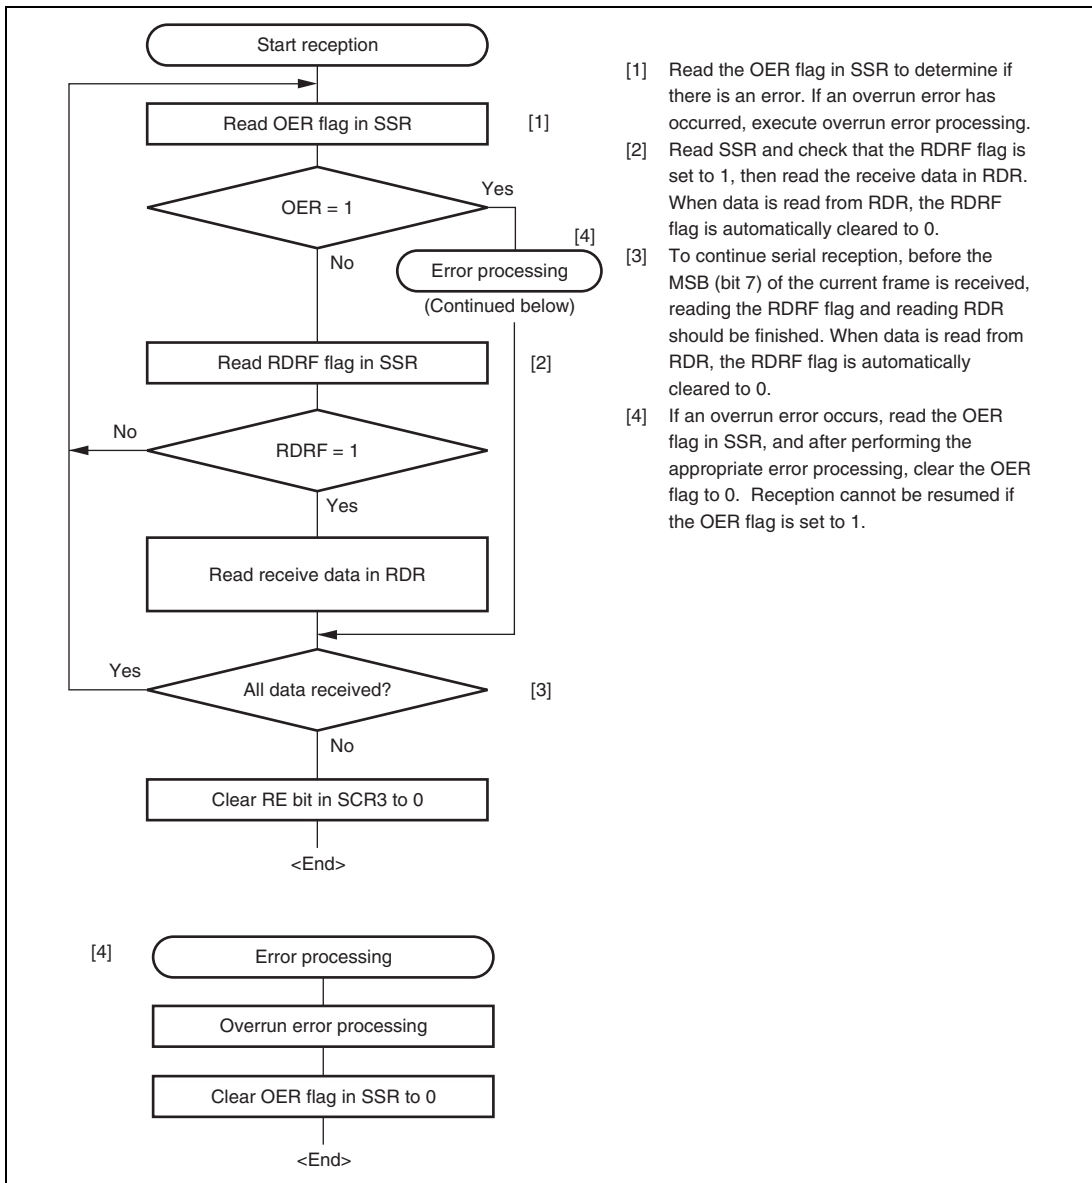 Start reception
Read OER flag in SSR
[1]
OER = 1
Yes
No
[4]
Error processing
(Continued below)
Read RDRF flag in SSR
[2]
RDRF = 1
No
Yes
Read receive data in RDR
All data received?
[3]
Yes
No
Clear RE bit in SCR3 to 0
<End>
[4]
Error processing
Overrun error processing
Clear OER flag in SSR to 0
<End>
[1] Read the OER flag in SSR to determine if
there is an error. If an overrun error has
occurred, execute overrun error processing.
[2] Read SSR and check that the RDRF flag is
set to 1, then read the receive data in RDR.
When data is read from RDR, the RDRF
flag is automatically cleared to 0.
[3] To continue serial reception, before the
MSB (bit 7) of the current frame is received,
reading the RDRF flag and reading RDR
should be finished. When data is read from
RDR, the RDRF flag is automatically
cleared to 0.
[4] If an overrun error occurs, read the OER
flag in SSR, and after performing the
appropriate error processing, clear the OER
flag to 0. Reception cannot be resumed if
the OER flag is set to 1.